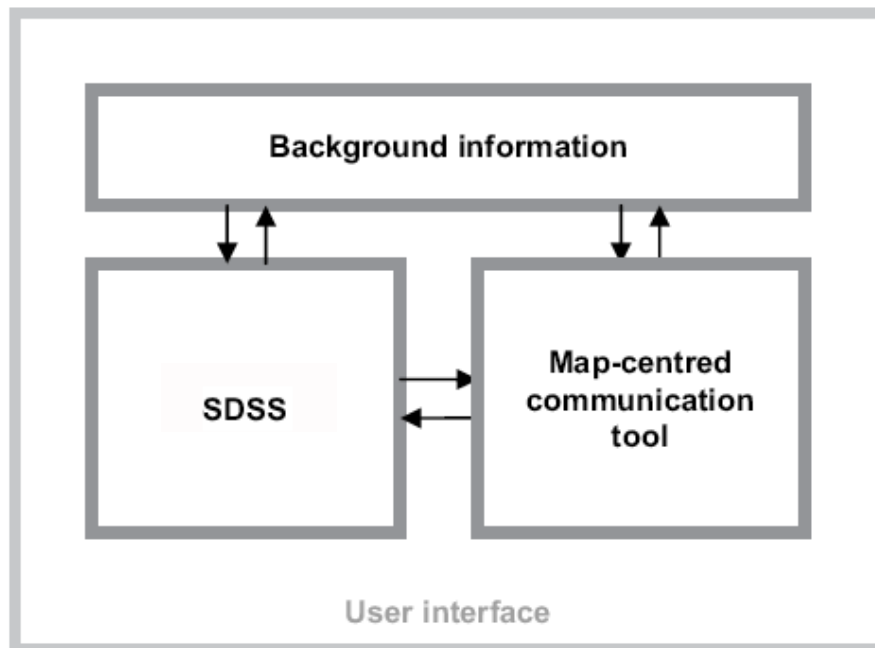 Background information
SDSS
Map-centred
communication
tool
User interface